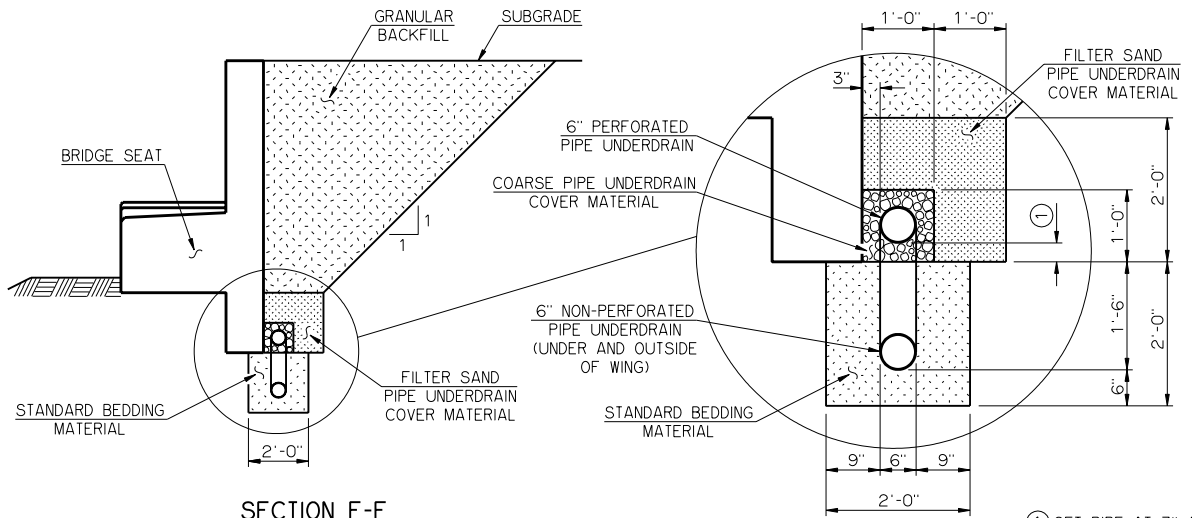 GRANULAR
BACKFILL
SUBGRADE
BRIDGE SEAT
1
1
STANDARD BEDDING
MATERIAL
FILTER SAND
PIPE UNDERDRAIN
COVER MATERIAL
2'-0"
1'-0"
1'-0"
3"
FILTER SAND
PIPE UNDERDRAIN
COVER MATERIAL
6" PERFORATED
PIPE UNDERDRAIN
COARSE PIPE UNDERDRAIN
COVER MATERIAL
1
1'-0"
2'-0"
6" NON-PERFORATED
PIPE UNDERDRAIN
(UNDER AND OUTSIDE
OF WING)
1'-6"
2'-0"
6"
STANDARD BEDDING
MATERIAL
9"
6"
9"
2'-0"